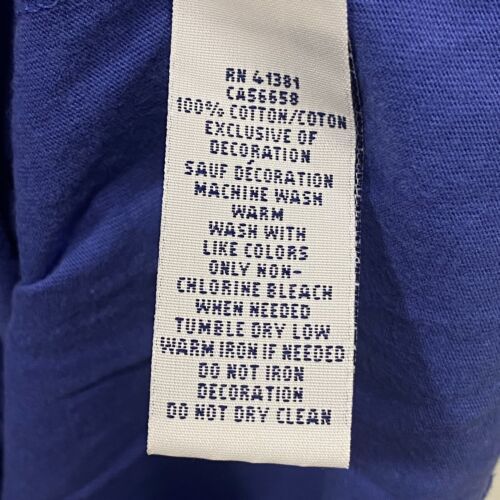 RN 41381
CA56658
100% COTTON/COTON
EXCLUSIVE OF
DECORATION
SAUF DÉCORATION
MACHINE WASH
WARM
WASH WITH
LIKE COLORS
ONLY NON-
CHLORINE BLEACH
WHEN NEEDED
TUMBLE DRY LOW
WARM IRON IF NEEDED
DO NOT IRON
DECORATION
DO NOT DRY CLEAN